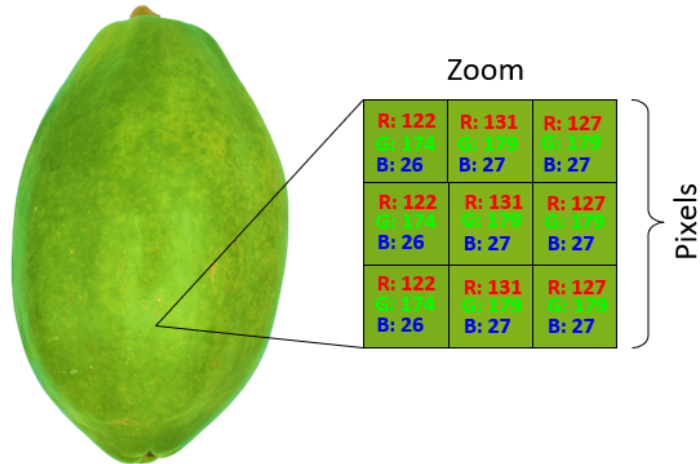 Zoom
R: 122
G: 174
B: 26
R: 131
G: 179
B: 27
R: 127
G: 179
B: 27
R: 122
G: 174
B: 26
R: 131
G: 179
B: 27
R: 127
G: 179
B: 27
R: 122
G: 174
B: 26
R: 131
G: 179
B: 27
R: 127
G: 179
B: 27
Pixels